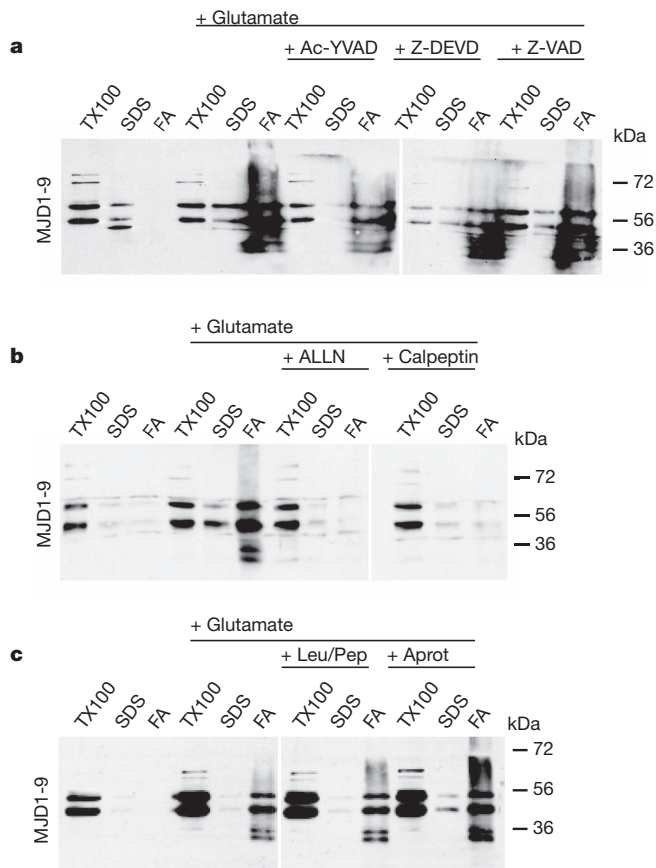 + Glutamate
a + Ac-YVAD + Z-DEVD + Z-VAD
TX100 SDS FA TX100 SDS FA TX100 SDS FA TX100 SDS FA TX100 SDS FA
kDa
MJD1-9
72
56
36
+ Glutamate
b + ALLN + Calpeptin
TX100 SDS FA TX100 SDS FA TX100 SDS FA TX100 SDS FA
kDa
MJD1-9
72
56
36
+ Glutamate
c + Leu/Pep + Aprot
TX100 SDS FA TX100 SDS FA TX100 SDS FA TX100 SDS FA
kDa
MJD1-9
72
56
36